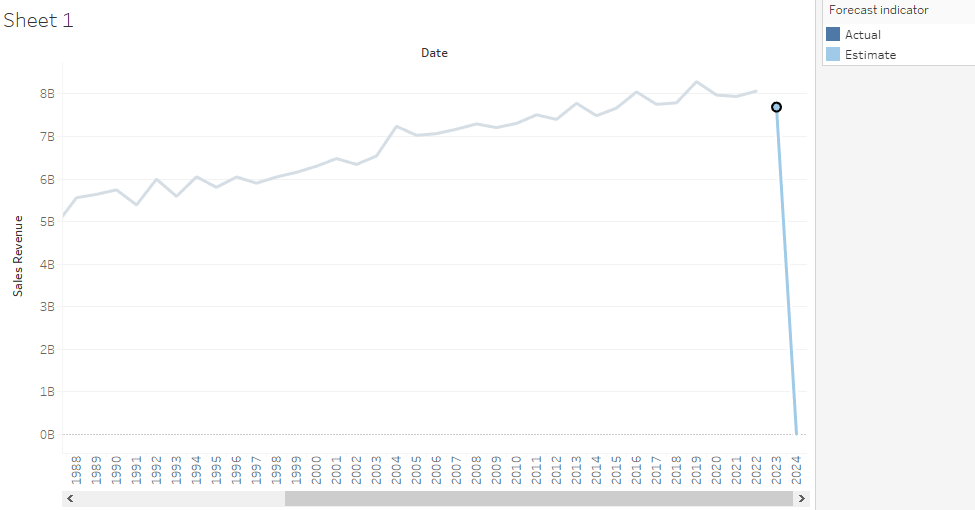 Sheet 1
Forecast indicator
Actual
Estimate
Date
Sales Revenue
8B
7B
6B
5B
4B
3B
2B
1B
0B
1988
1989
1990
1991
1992
1993
1994
1995
1996
1997
1998
1999
2000
2001
2002
2003
2004
2005
2006
2007
2008
2009
2010
2011
2012
2013
2014
2015
2016
2017
2018
2019
2020
2021
2022
2023
2024